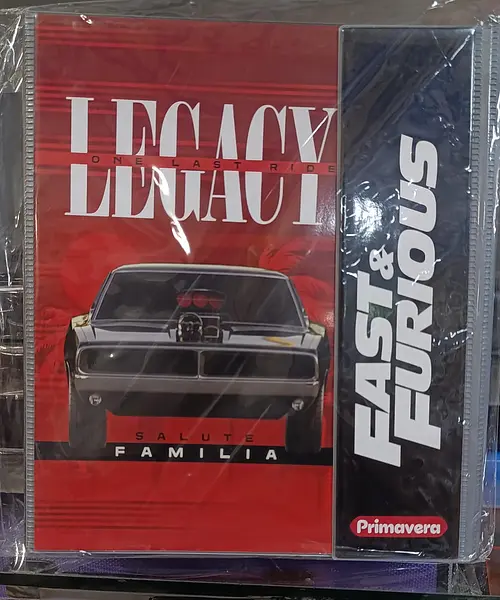 LEGACY
ONE LAST RIDE
SALUTE
FAMILIA
FAST &
FURIOUS
Primavera